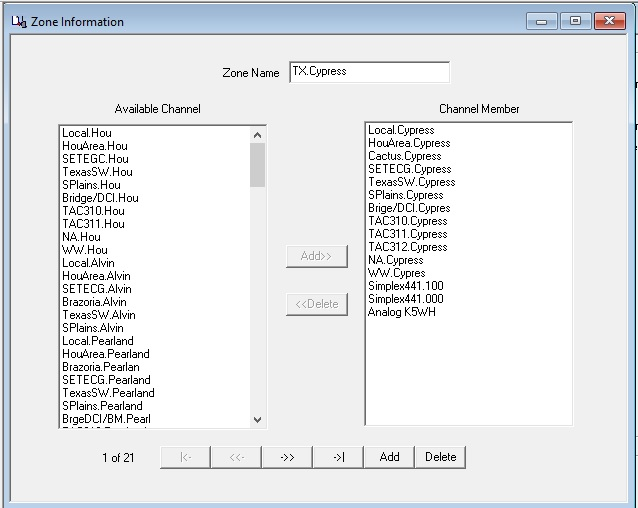 Zone Information
Zone Name TX.Cypress
Available Channel
Local.Hou
HouArea.Hou
SETEGC.Hou
TexasSW.Hou
SPlains.Hou
Bridge/DCI.Hou
TAC310.Hou
TAC311.Hou
NA.Hou
WW.Hou
Local.Alvin
HouArea.Alvin
SETECG.Alvin
Brazoria.Alvin
TexasSW.Alvin
SPlains.Alvin
Local.Pearland
HouArea.Pearland
Brazoria.Pearlan
SETECG.Pearland
TexasSW.Pearland
SPlains.Pearland
BrgeDCI/BM.Pearl
Add>>
<<Delete
Channel Member
Local.Cypress
HouArea.Cypress
Cactus.Cypress
SETECG.Cypress
TexasSW.Cypress
SPlains.Cypress
Brige/DCI.Cypres
TAC310.Cypress
TAC311.Cypress
TAC312.Cypress
NA.Cypress
WW.Cypres
Simplex441.100
Simplex441.000
Analog K5WH
1 of 21 |<- <<- ->> ->| Add Delete